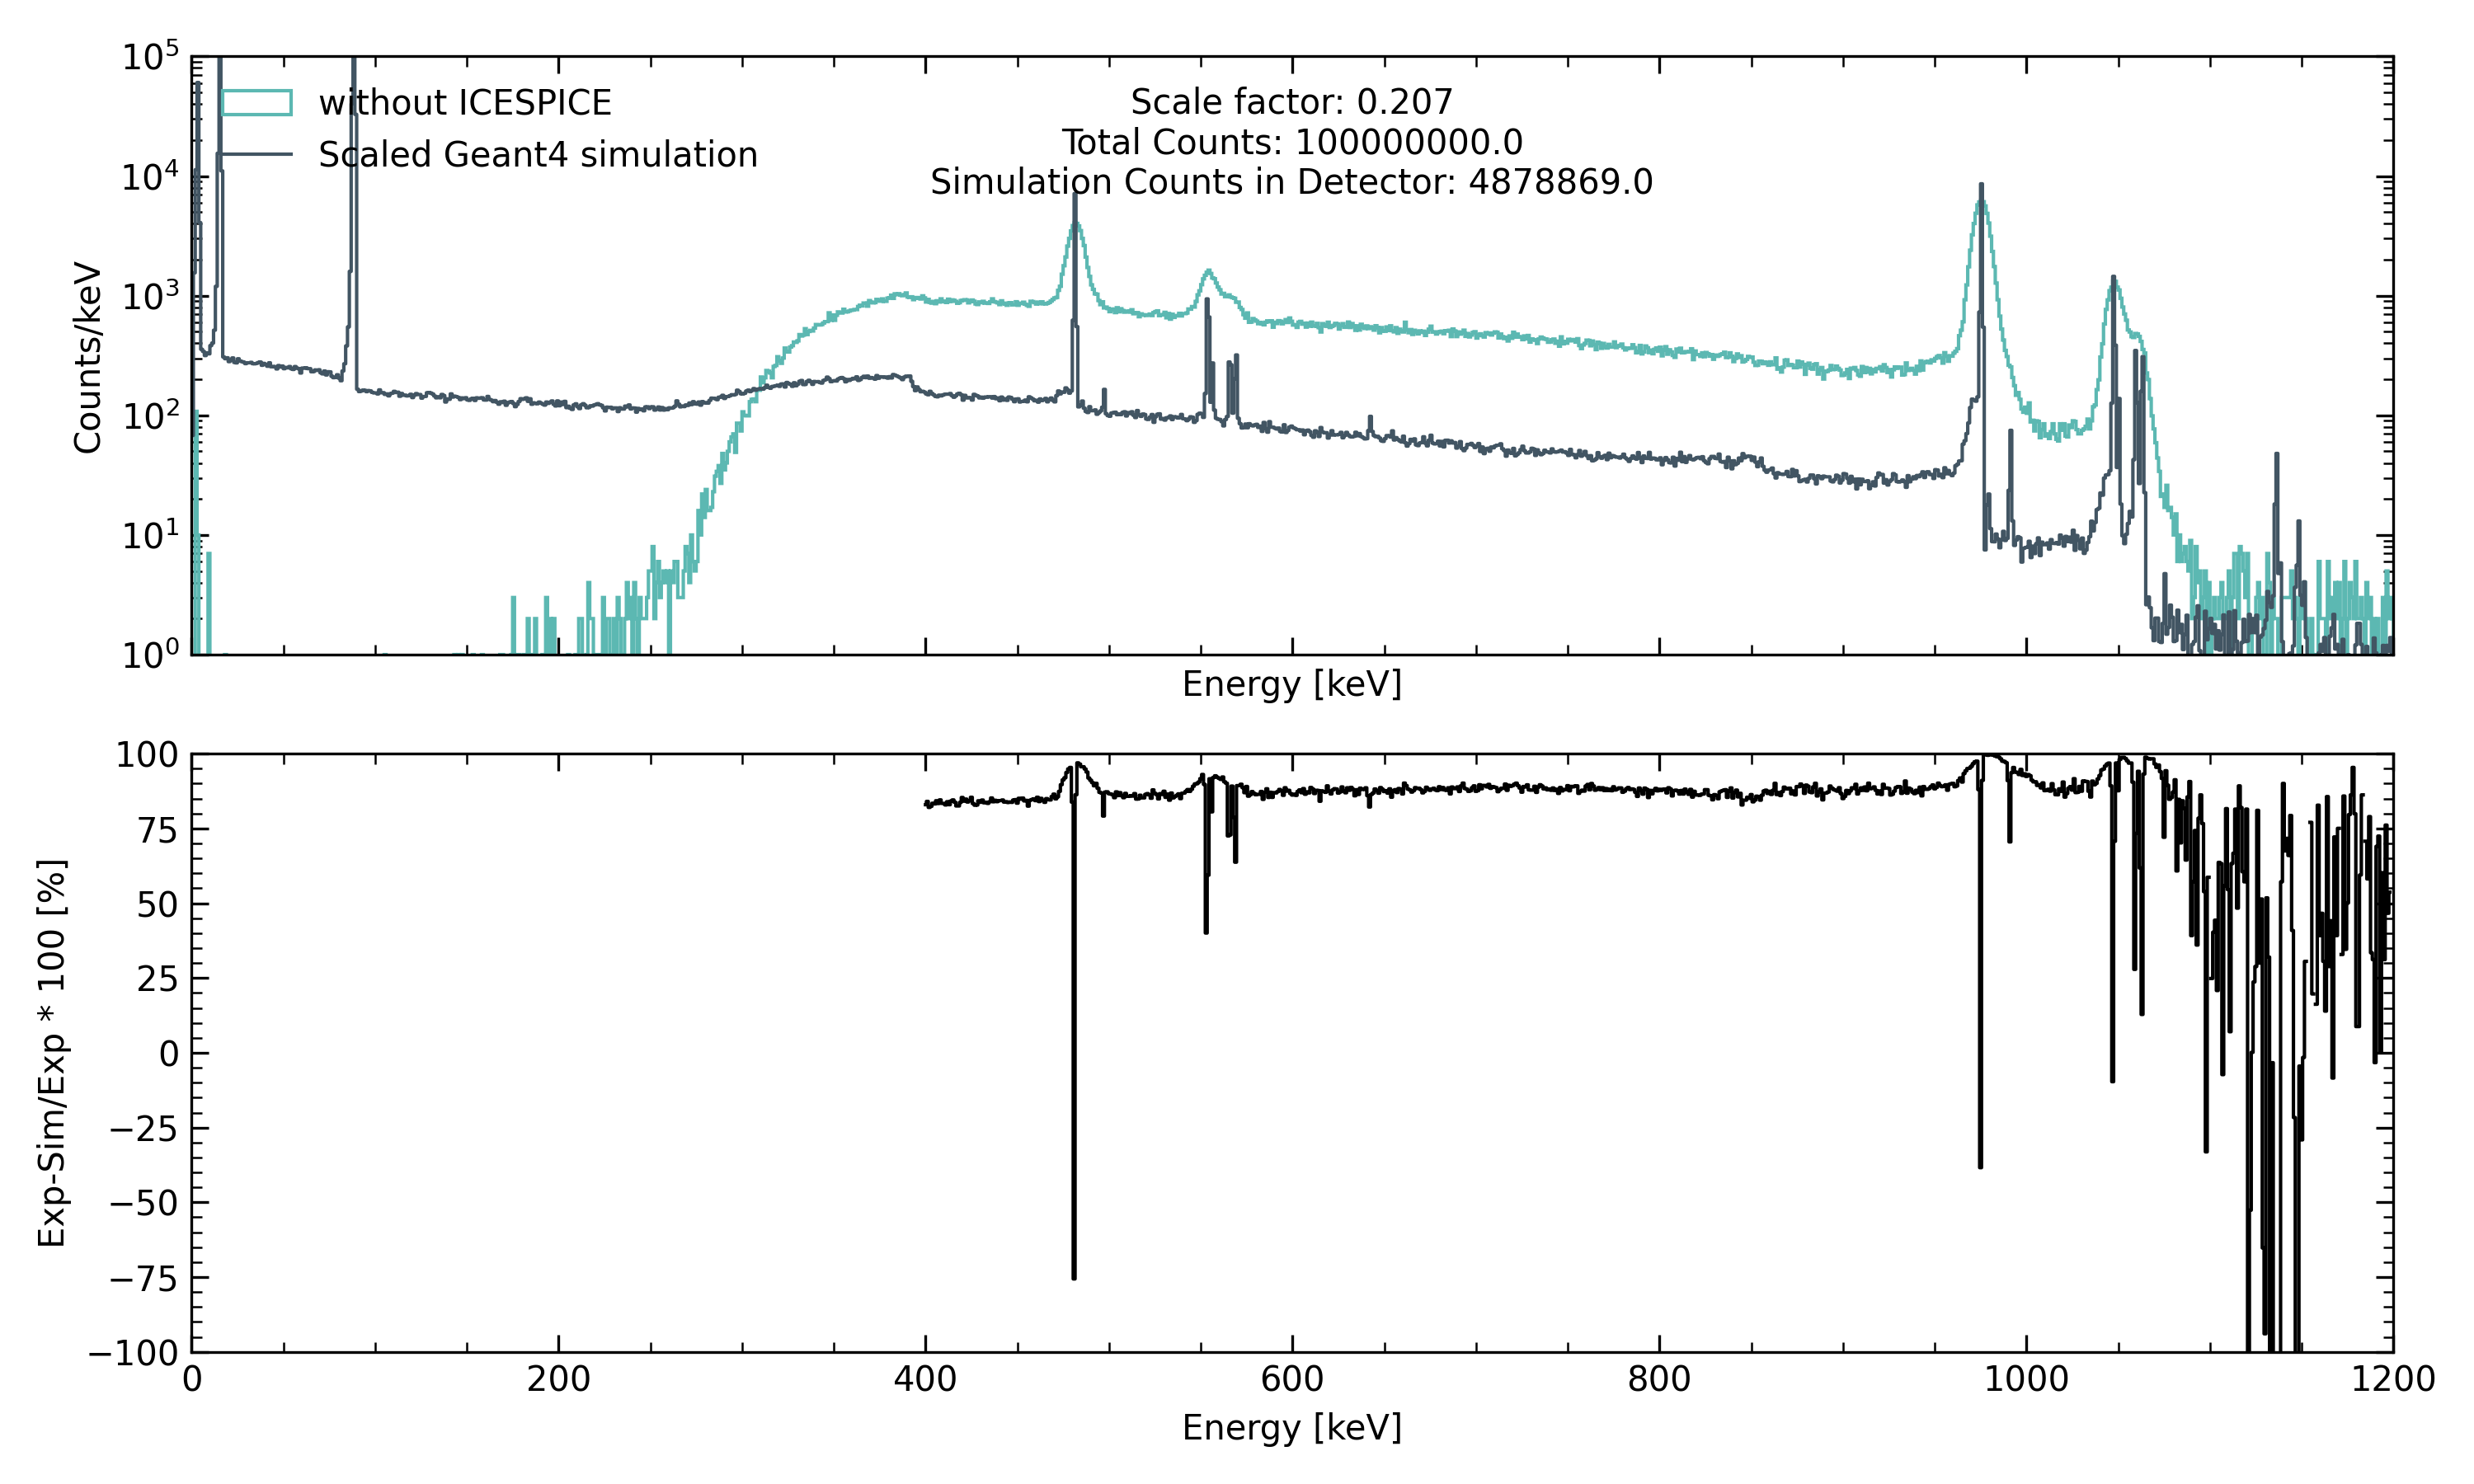 10^5
10^4
10^3
10^2
10^1
10^0
Counts/keV
without ICESPICE
Scaled Geant4 simulation
Scale factor: 0.207
Total Counts: 100000000.0
Simulation Counts in Detector: 4878869.0
Energy [keV]
100
75
50
25
0
−25
−50
−75
−100
Exp-Sim/Exp * 100 [%]
0 200 400 600 800 1000 1200
Energy [keV]